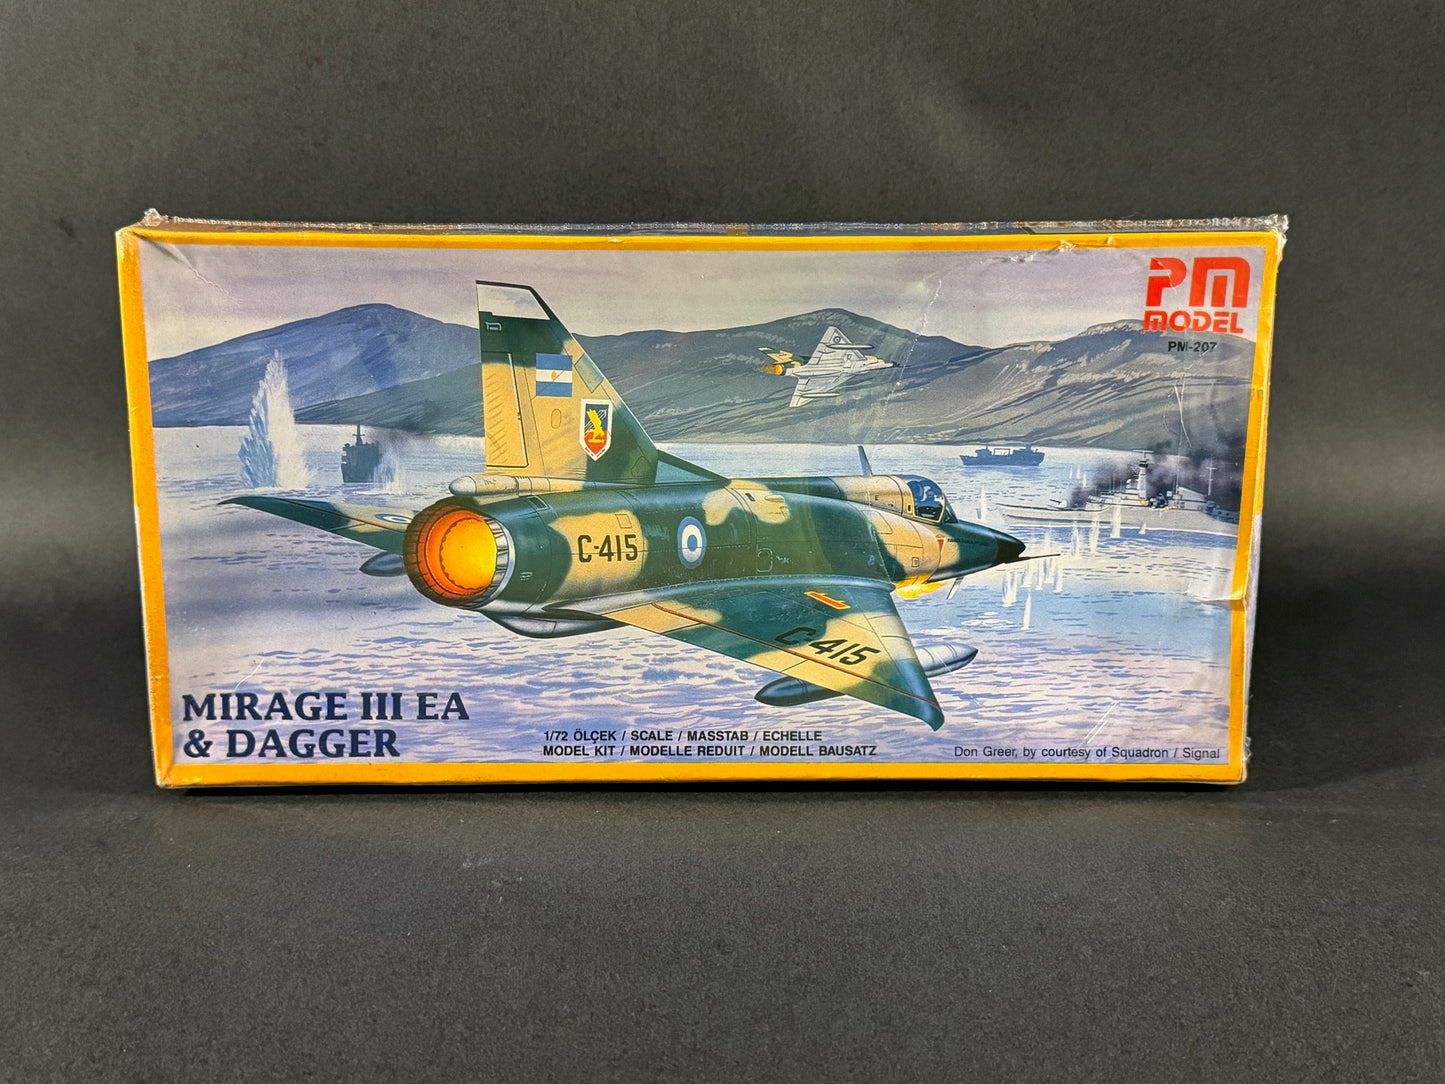 PM
MODEL
PM-207
C-415
C-415
MIRAGE III EA
& DAGGER
1/72 ÖLÇEK / SCALE / MASSTAB / ECHELLE
MODEL KIT / MODELLE REDUIT / MODELL BAUSATZ
Don Greer, by courtesy of Squadron / Signal